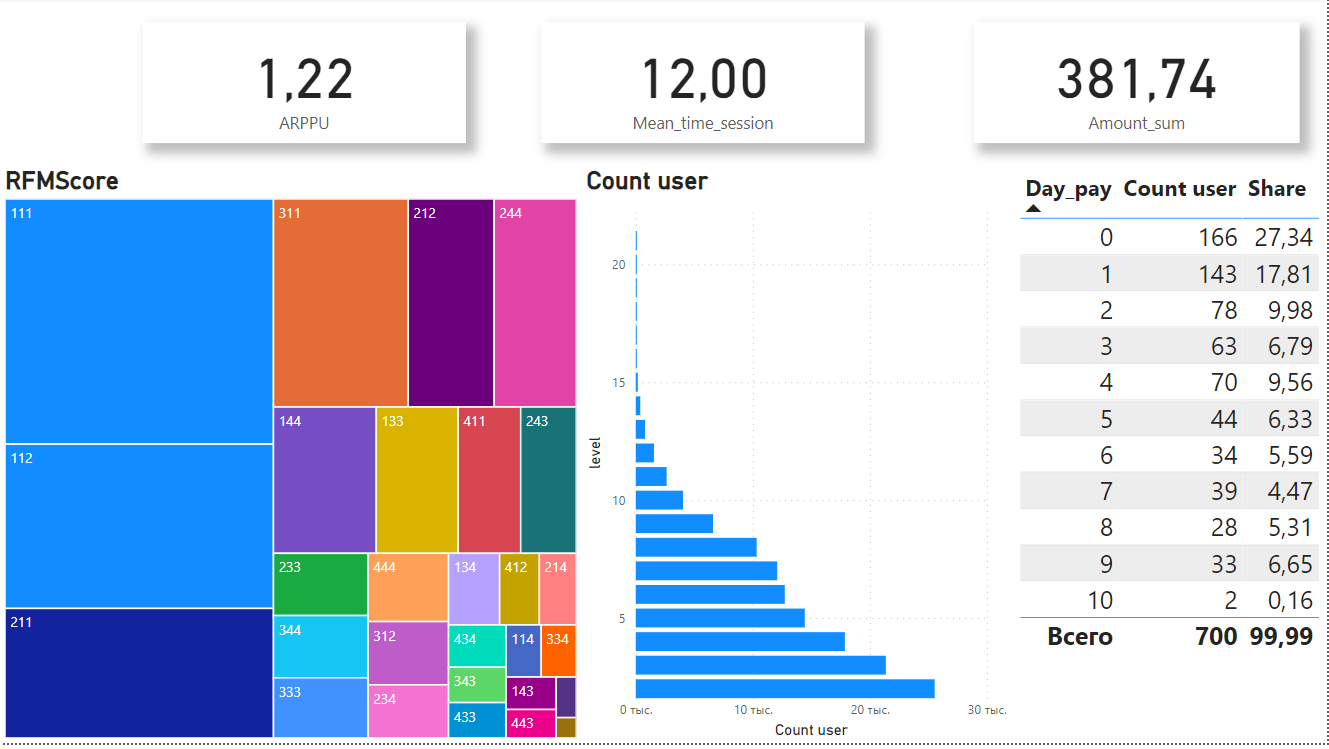 1,22
ARPPU
12,00
Mean_time_session
381,74
Amount_sum
RFMScore
111
112
211
311
212
244
144
133
411
243
233
444
134
412
214
344
312
434
114
334
333
234
343
143
433
443
Count user
level
20
15
10
5
0 тыс.
10 тыс.
20 тыс.
30 тыс.
Count user
Day_pay Count user Share
0 166 27,34
1 143 17,81
2 78 9,98
3 63 6,79
4 70 9,56
5 44 6,33
6 34 5,59
7 39 4,47
8 28 5,31
9 33 6,65
10 2 0,16
Всего 700 99,99